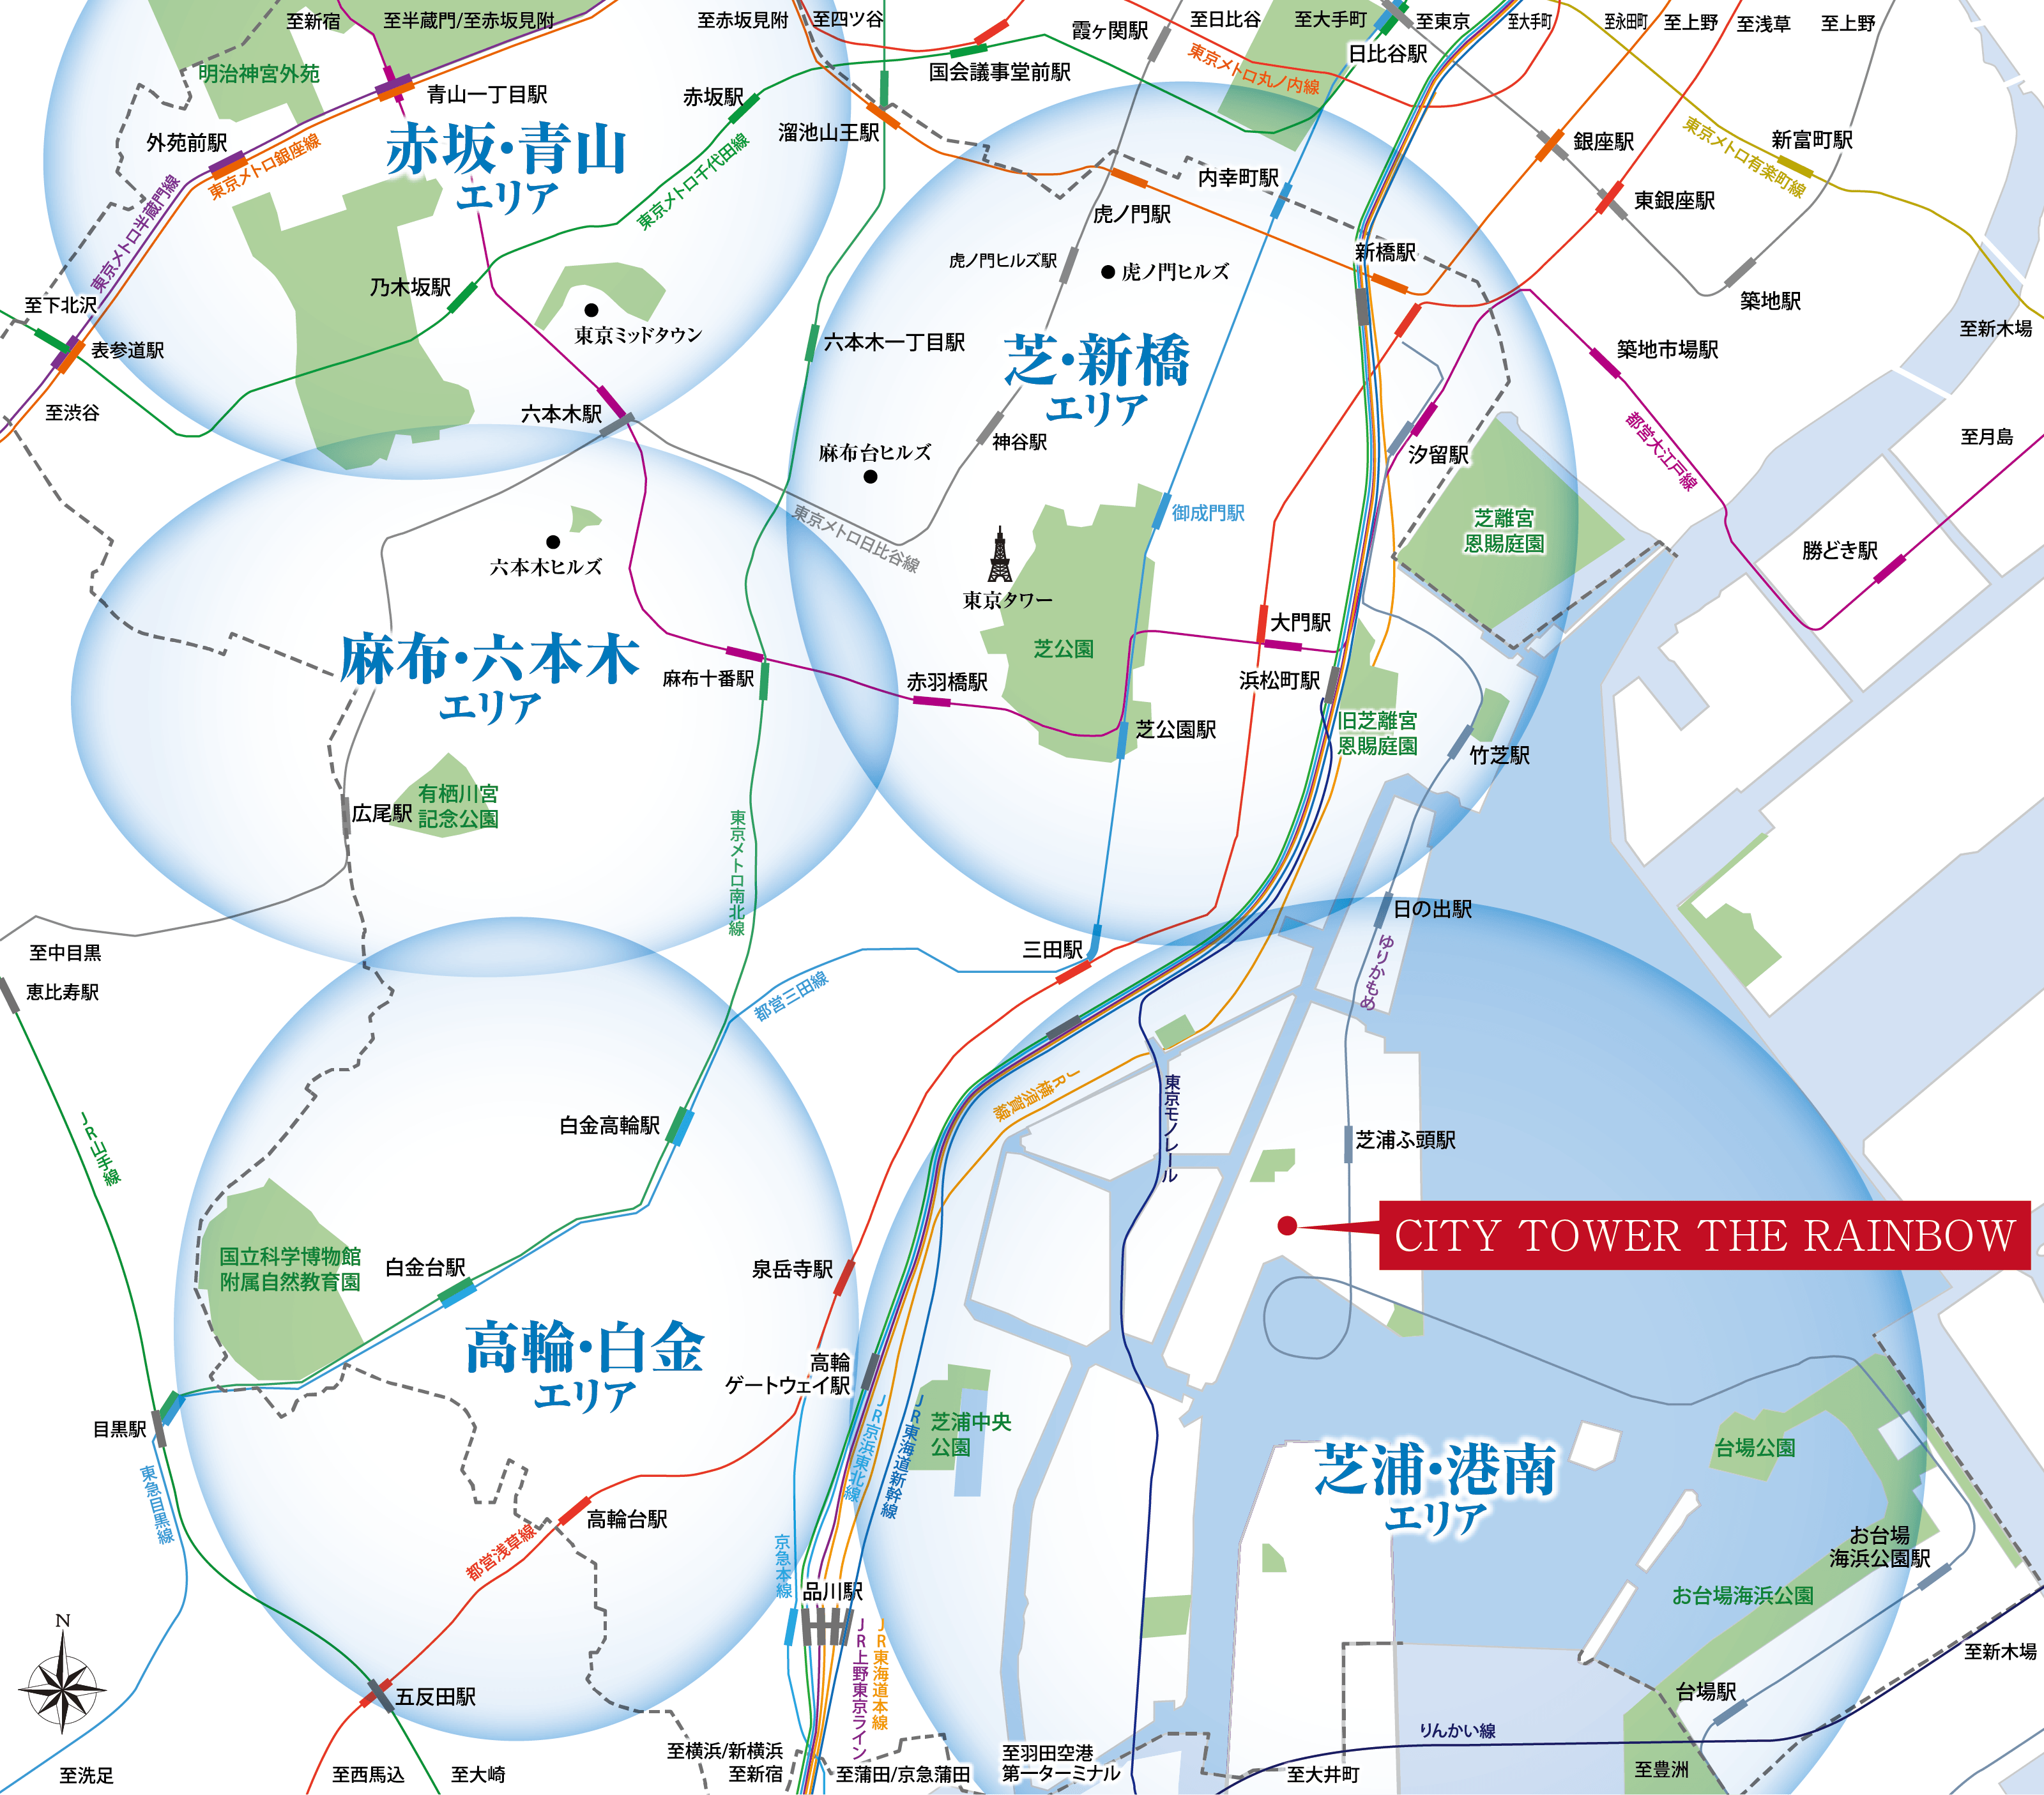 至新宿
至半蔵門/至赤坂見附
至赤坂見附
至四ツ谷
霞ヶ関駅
至日比谷
至大手町
至東京
至大手町
至永田町
至上野
至浅草
至上野
日比谷駅
国会議事堂前駅
東京メトロ丸ノ内線
明治神宮外苑
青山一丁目駅
赤坂駅
溜池山王駅
外苑前駅
東京メトロ銀座線
赤坂・青山
エリア
東京メトロ千代田線
東京メトロ半蔵門線
内幸町駅
銀座駅
新富町駅
東京メトロ有楽町線
東銀座駅
虎ノ門駅
新橋駅
虎ノ門ヒルズ駅
虎ノ門ヒルズ
築地駅
至新木場
乃木坂駅
至下北沢
表参道駅
東京ミッドタウン
六本木一丁目駅
芝・新橋
エリア
築地市場駅
至渋谷
六本木駅
麻布台ヒルズ
神谷駅
汐留駅
都営大江戸線
至月島
東京メトロ日比谷線
御成門駅
芝離宮
恩賜庭園
勝どき駅
六本木ヒルズ
東京タワー
芝公園
大門駅
麻布・六本木
エリア
麻布十番駅
赤羽橋駅
浜松町駅
芝公園駅
旧芝離宮
恩賜庭園
竹芝駅
広尾駅
有栖川宮
記念公園
東京メトロ南北線
日の出駅
ゆりかもめ
至中目黒
恵比寿駅
三田駅
都営三田線
JR横須賀線
東京モノレール
JR山手線
白金高輪駅
芝浦ふ頭駅
CITY TOWER THE RAINBOW
国立科学博物館
附属自然教育園
白金台駅
泉岳寺駅
高輪・白金
エリア
高輪
ゲートウェイ駅
目黒駅
JR京浜東北線
JR東海道新幹線
芝浦中央
公園
芝浦・港南
エリア
台場公園
東急目黒線
高輪台駅
都営浅草線
京急本線
品川駅
お台場
海浜公園駅
お台場海浜公園
N
JR上野東京ライン
JR東海道本線
至新木場
五反田駅
台場駅
りんかい線
至洗足
至西馬込
至大崎
至横浜/新横浜
至新宿
至蒲田/京急蒲田
至羽田空港
第一ターミナル
至大井町
至豊洲